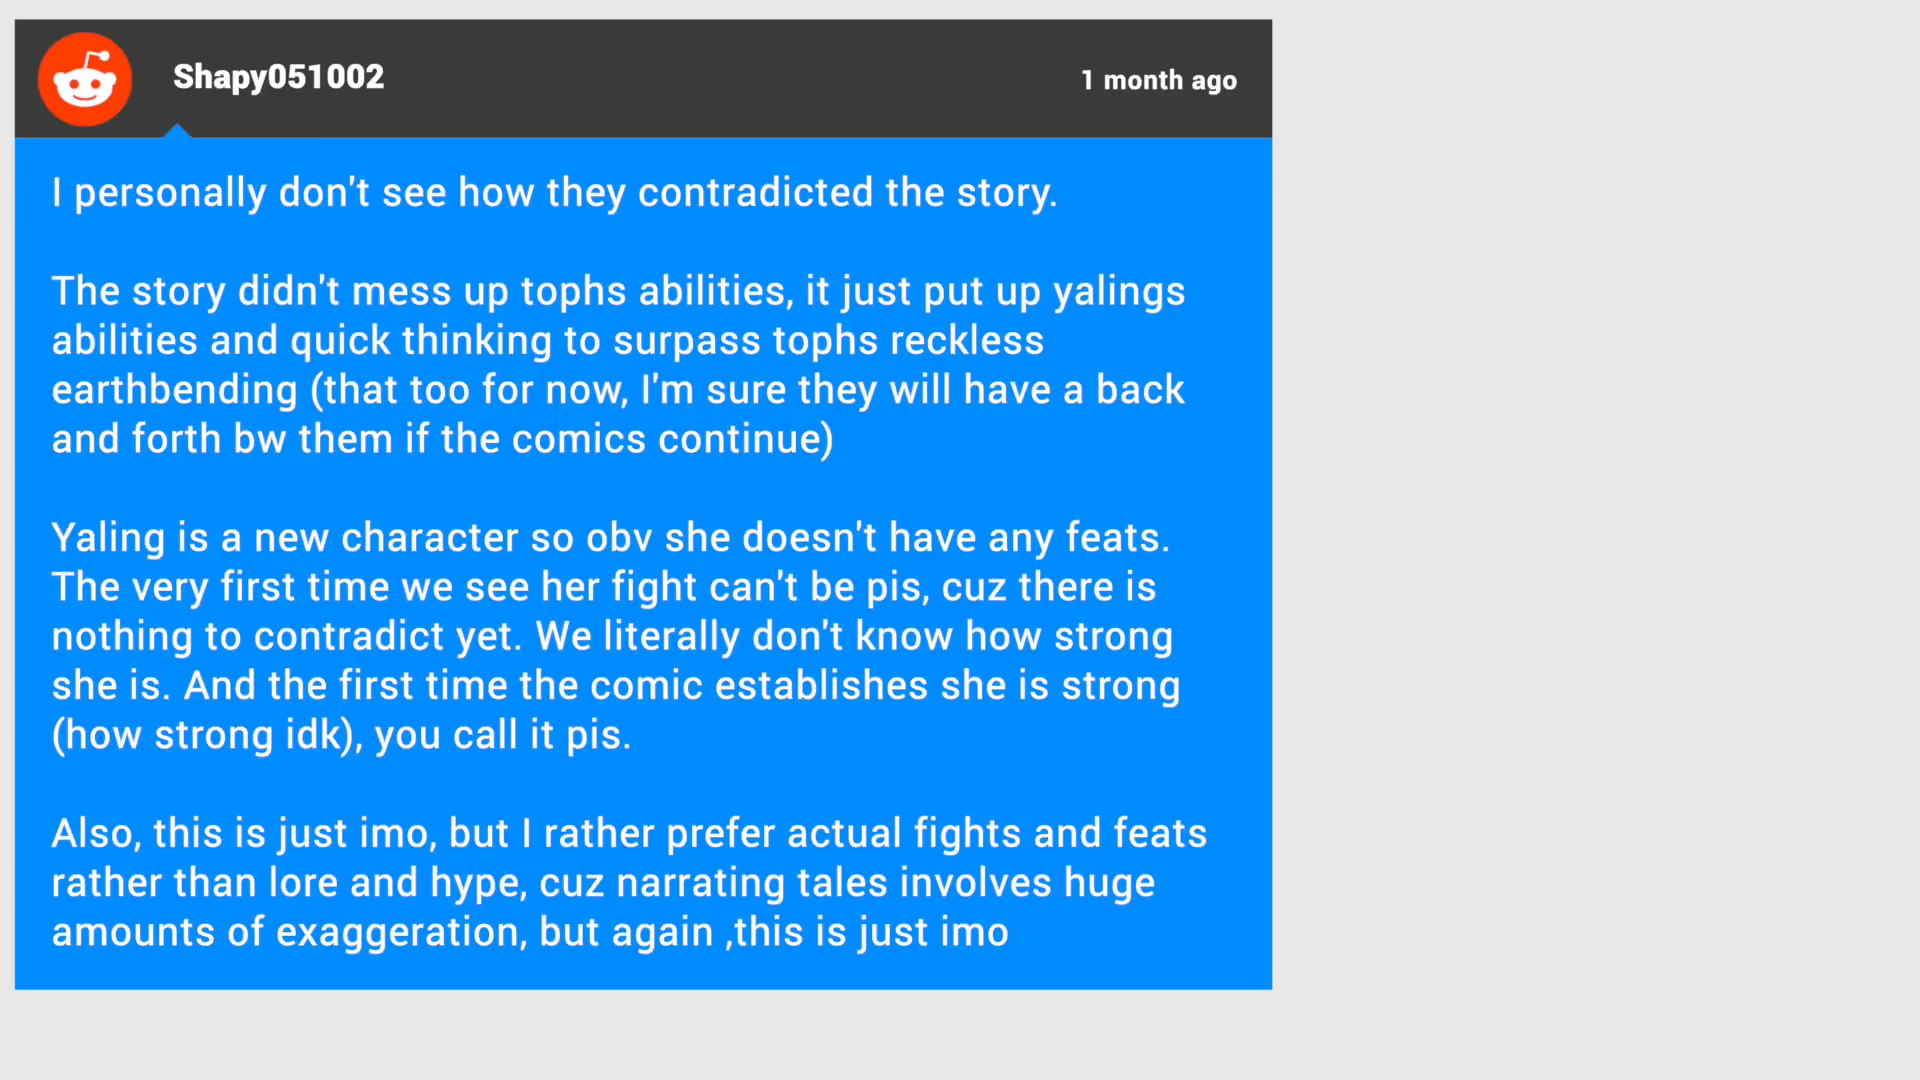 Shapy051002
1 month ago
I personally don't see how they contradicted the story.
The story didn't mess up tophs abilities, it just put up yalings
abilities and quick thinking to surpass tophs reckless
earthbending (that too for now, I'm sure they will have a back
and forth bw them if the comics continue)
Yaling is a new character so obv she doesn't have any feats.
The very first time we see her fight can't be pis, cuz there is
nothing to contradict yet. We literally don't know how strong
she is. And the first time the comic establishes she is strong
(how strong idk), you call it pis.
Also, this is just imo, but I rather prefer actual fights and feats
rather than lore and hype, cuz narrating tales involves huge
amounts of exaggeration, but again ,this is just imo